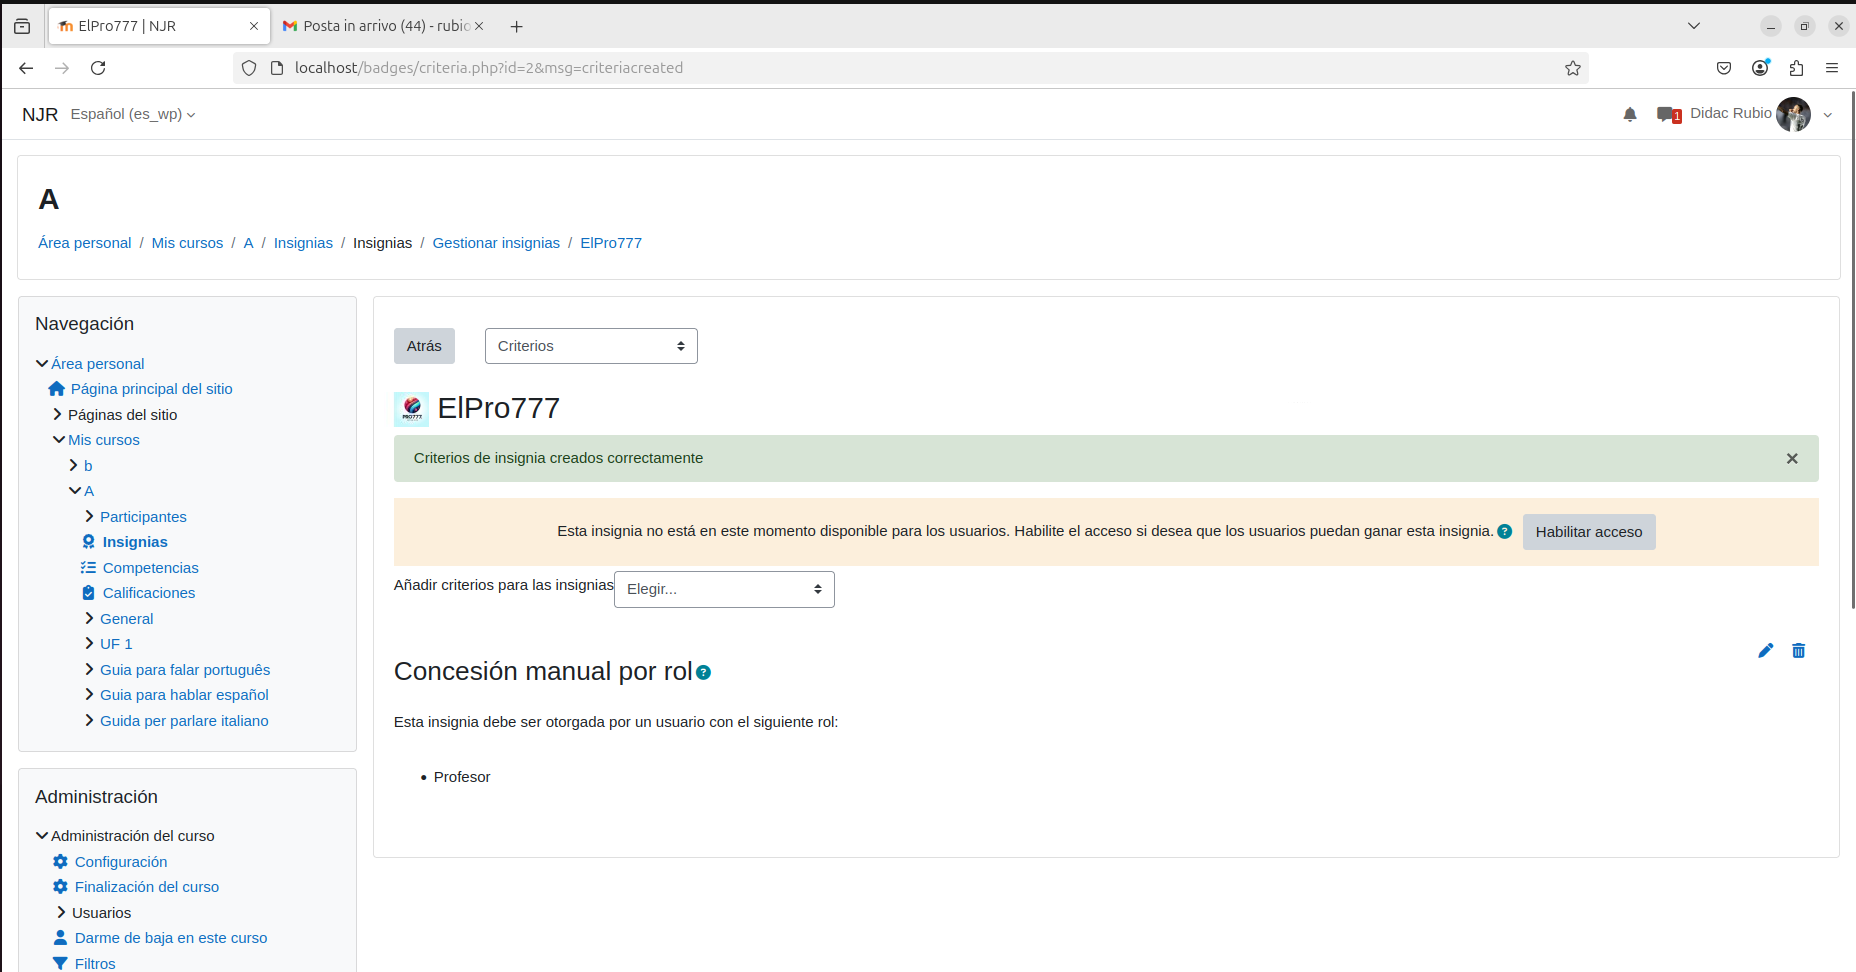 ElPro777 | NJR
Posta in arrivo (44) - rubio
localhost/badges/criteria.php?id=2&msg=criteriacreated
NJR Español (es_wp)
1 Didac Rubio
A
Área personal / Mis cursos / A / Insignias / Insignias / Gestionar insignias / ElPro777
Navegación
Área personal
Página principal del sitio
Páginas del sitio
Mis cursos
b
A
Participantes
Insignias
Competencias
Calificaciones
General
UF 1
Guia para falar português
Guia para hablar español
Guida per parlare italiano
Administración
Administración del curso
Configuración
Finalización del curso
Usuarios
Darme de baja en este curso
Filtros
Atrás Criterios
PRO777
ElPro777
Criterios de insignia creados correctamente
Esta insignia no está en este momento disponible para los usuarios. Habilite el acceso si desea que los usuarios puedan ganar esta insignia. ? Habilitar acceso
Añadir criterios para las insignias Elegir...
Concesión manual por rol ?
Esta insignia debe ser otorgada por un usuario con el siguiente rol:
• Profesor